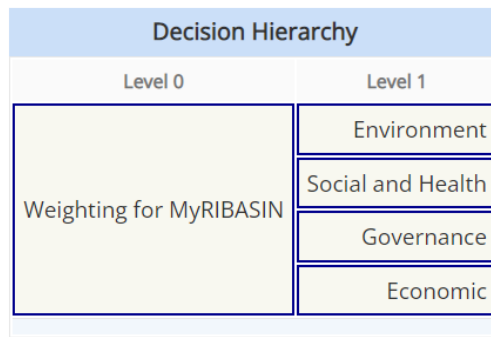 Decision Hierarchy
Level 0 Level 1
Environment
Social and Health
Weighting for MyRIBASIN
Governance
Economic